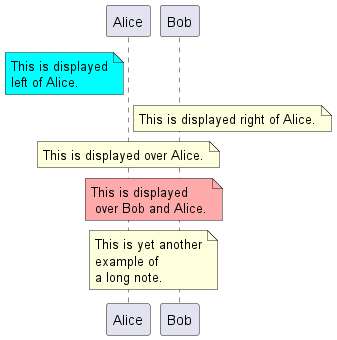 Alice Bob
This is displayed
left of Alice.
This is displayed right of Alice.
This is displayed over Alice.
This is displayed
over Bob and Alice.
This is yet another
example of
a long note.
Alice Bob